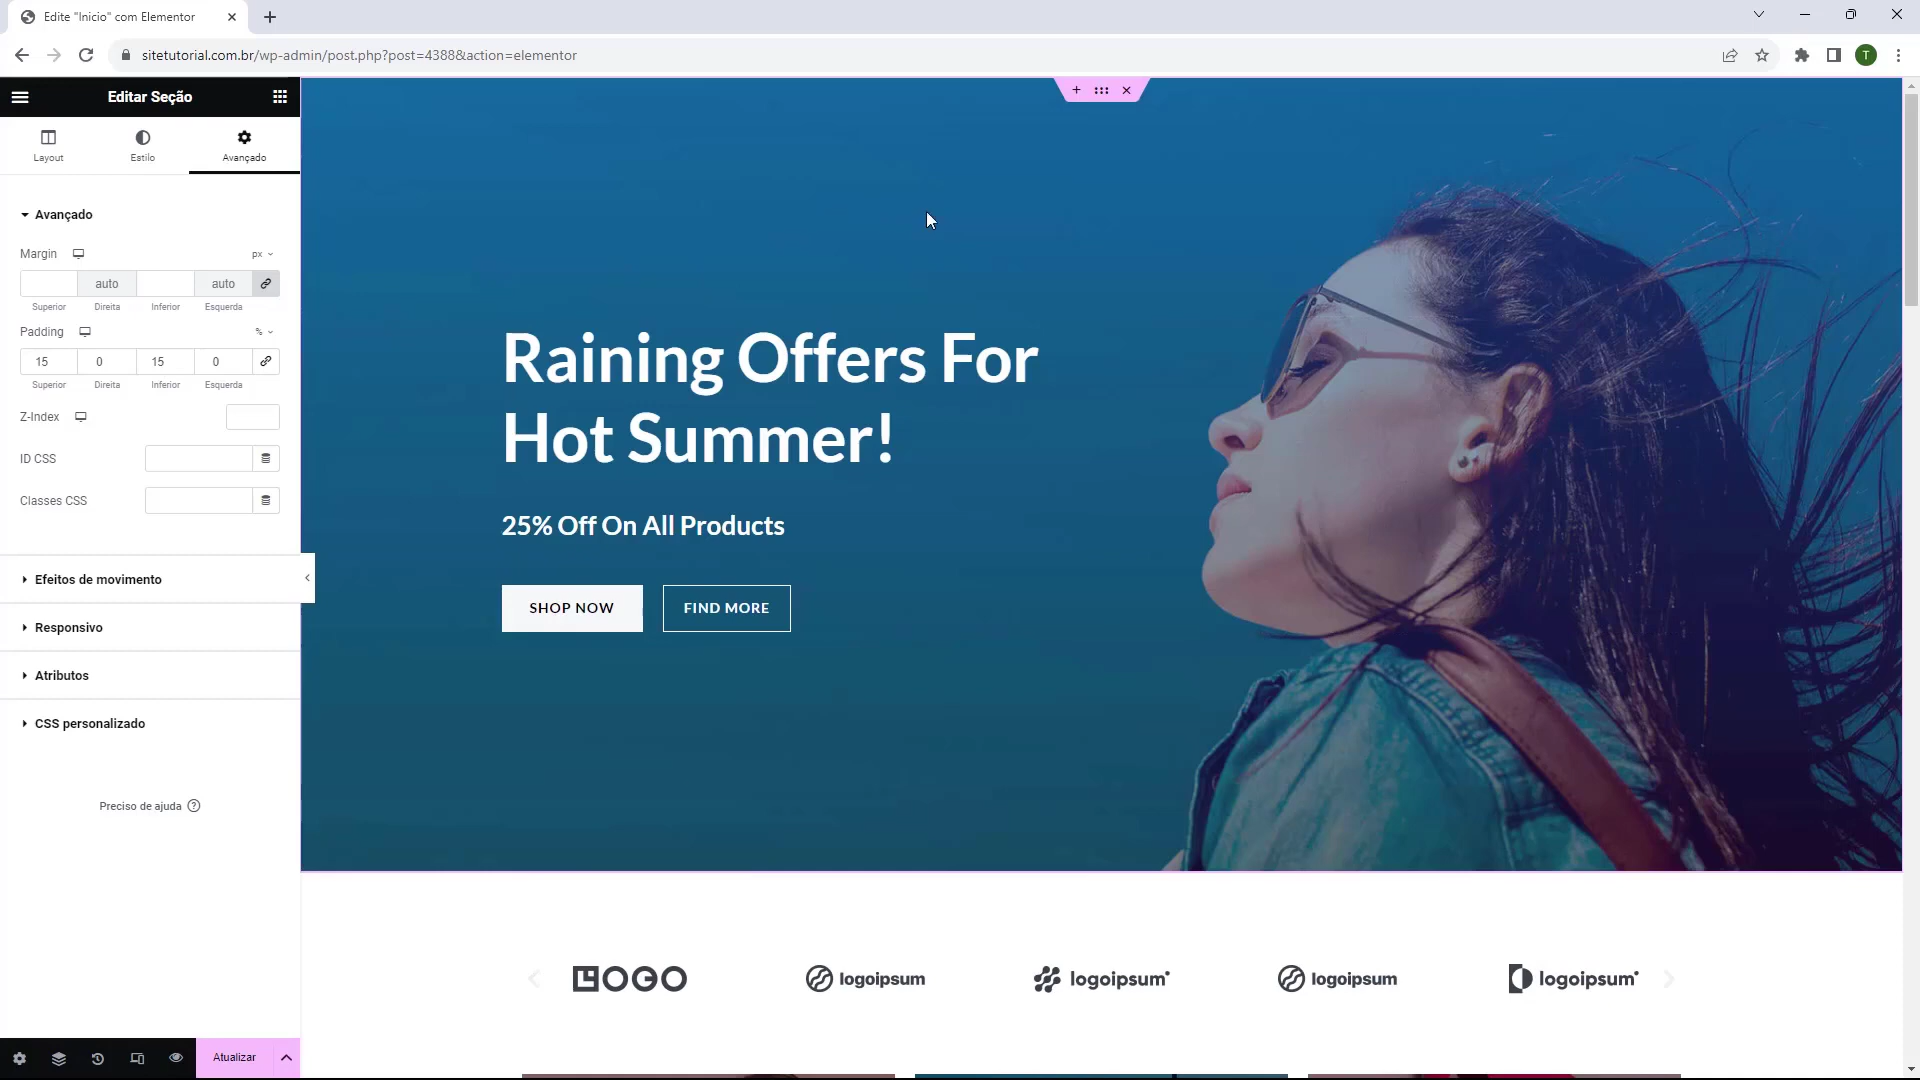 Edite "Inicio" com Elementor
sitetutorial.com.br/wp-admin/post.php?post=4388&action=elementor
T
Editar Seção
Layout
Estilo
Avançado
Avançado
Margin
px
auto
auto
Superior
Direita
Inferior
Esquerda
Padding
%
15
0
15
0
Superior
Direita
Inferior
Esquerda
Z-Index
ID CSS
Classes CSS
Efeitos de movimento
Responsivo
Atributos
CSS personalizado
Preciso de ajuda
Atualizar
Raining Offers For
Hot Summer!
25% Off On All Products
SHOP NOW
FIND MORE
LOGO
logoipsum
logoipsum
logoipsum
logoipsum